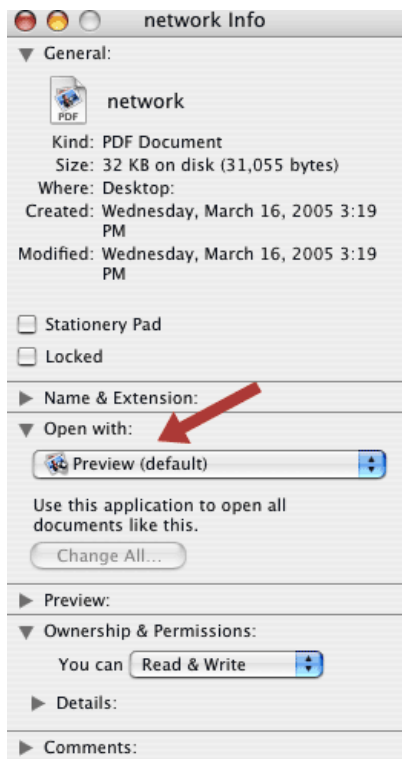 network Info
General:
PDF
network
Kind: PDF Document
Size: 32 KB on disk (31,055 bytes)
Where: Desktop:
Created: Wednesday, March 16, 2005 3:19
PM
Modified: Wednesday, March 16, 2005 3:19
PM
Stationery Pad
Locked
Name & Extension:
Open with:
Preview (default)
Use this application to open all
documents like this.
Change All...
Preview:
Ownership & Permissions:
You can Read & Write
Details:
Comments: